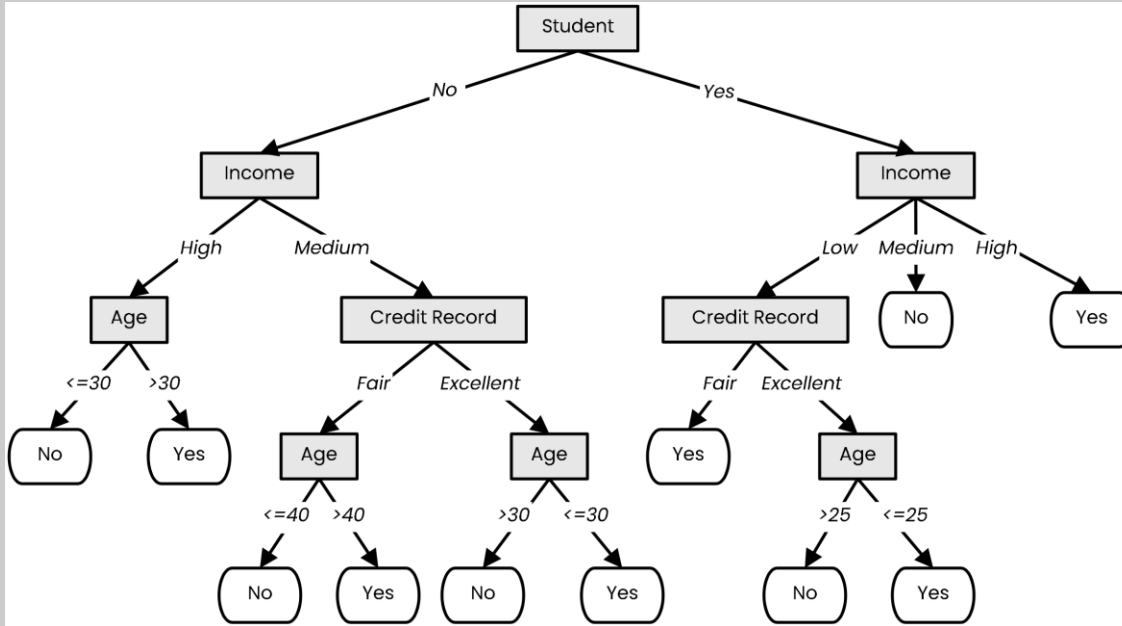 Student
No Yes
Income Income
High Medium Low Medium High
Age Credit Record Credit Record No Yes
<=30 >30 Fair Excellent Fair Excellent
No Yes Age Age Yes Age
<=40 >40 >30 <=30 >25 <=25
No Yes No Yes No Yes